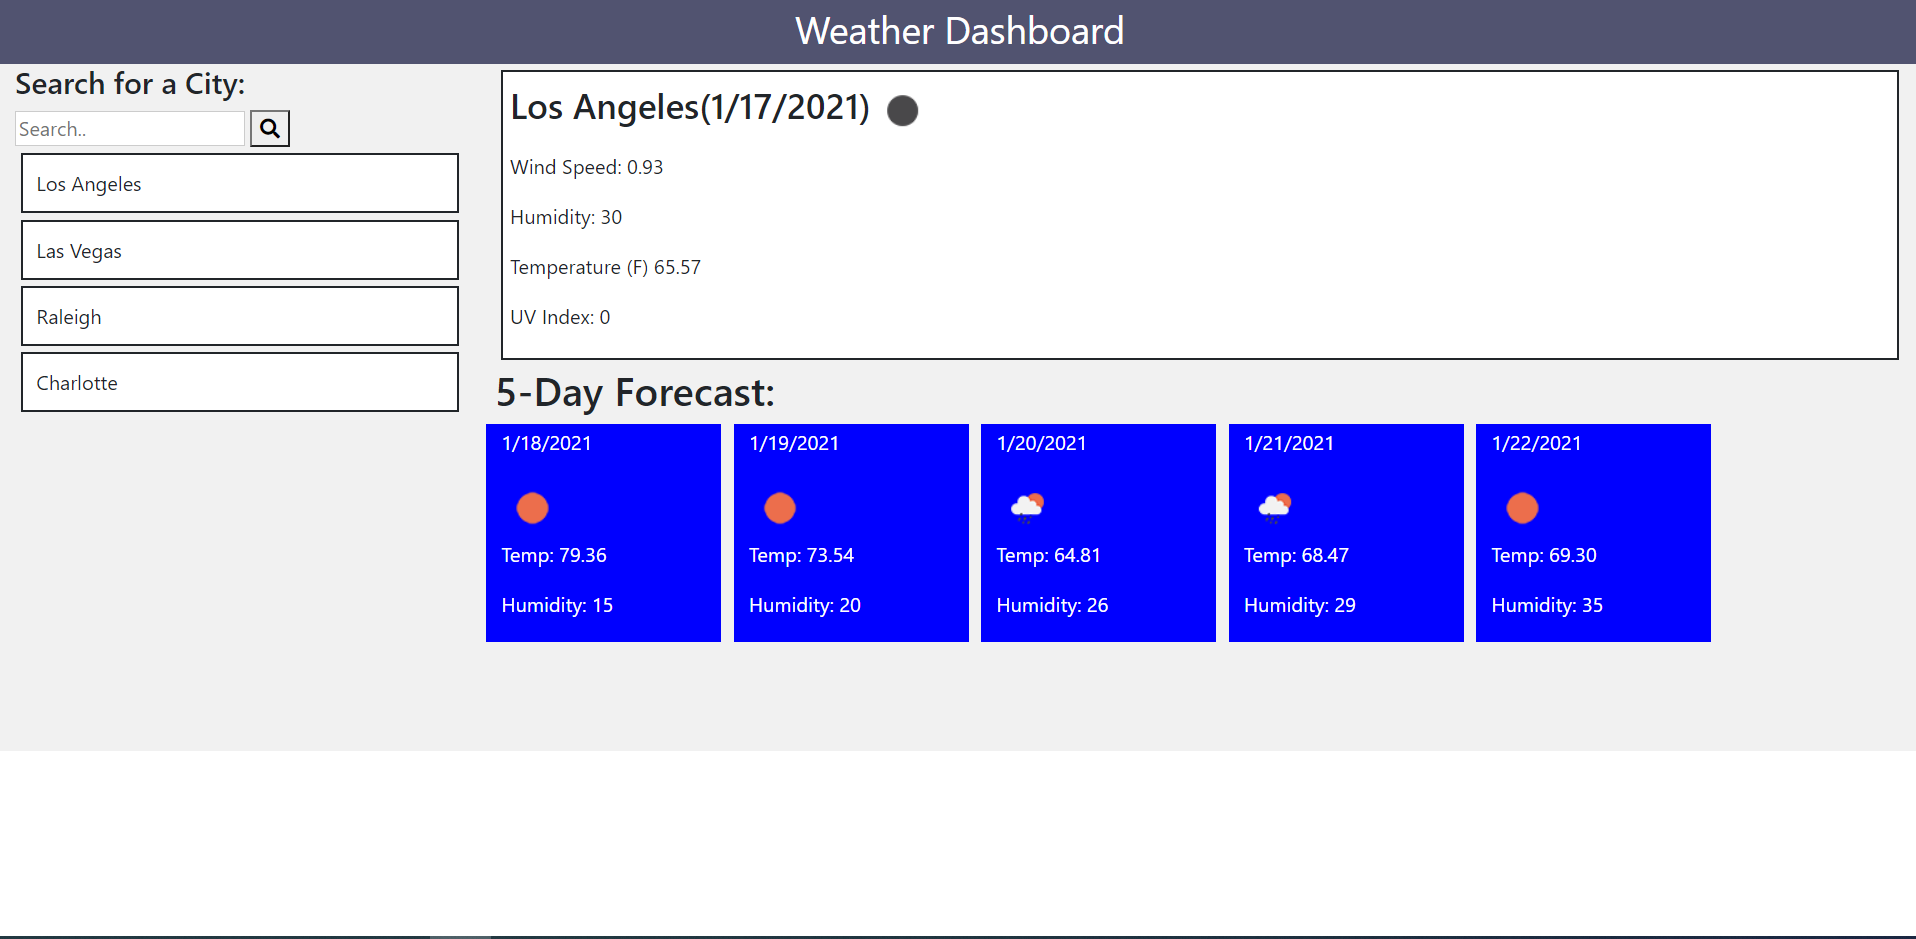 Weather Dashboard
Search for a City:
Search..
Los Angeles
Las Vegas
Raleigh
Charlotte
Los Angeles(1/17/2021)
Wind Speed: 0.93
Humidity: 30
Temperature (F) 65.57
UV Index: 0
5-Day Forecast:
1/18/2021
Temp: 79.36
Humidity: 15
1/19/2021
Temp: 73.54
Humidity: 20
1/20/2021
Temp: 64.81
Humidity: 26
1/21/2021
Temp: 68.47
Humidity: 29
1/22/2021
Temp: 69.30
Humidity: 35